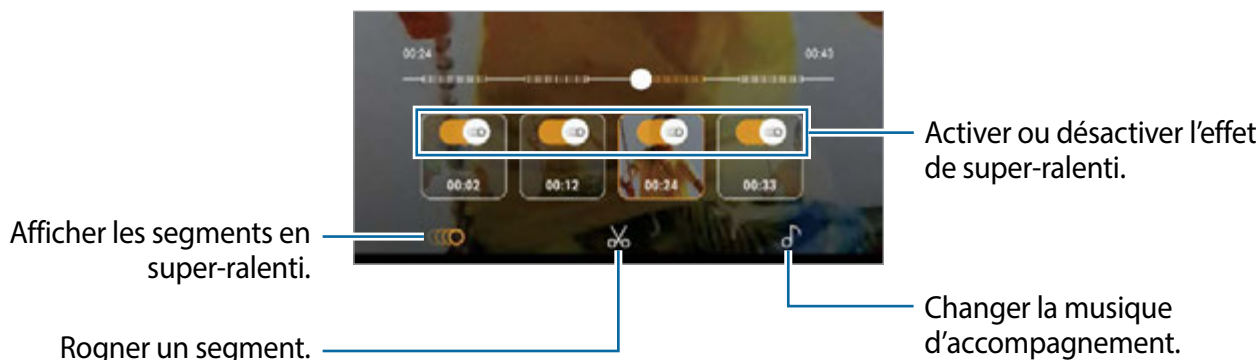 00:24
00:43
00:02
00:12
00:24
00:33
Activer ou désactiver l'effet
de super-ralenti.
Afficher les segments en
super-ralenti.
Changer la musique
d'accompagnement.
Rogner un segment.